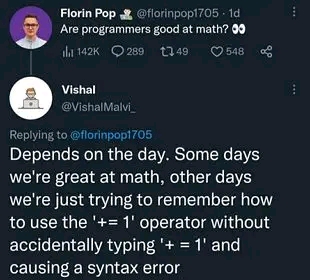 Florin Pop @florinpop1705 · 1d
Are programmers good at math? 👀
142K 289 49 548
Vishal
@VishalMalvi_
Replying to @florinpop1705
Depends on the day. Some days
we're great at math, other days
we're just trying to remember how
to use the '+= 1' operator without
accidentally typing '+ = 1' and
causing a syntax error